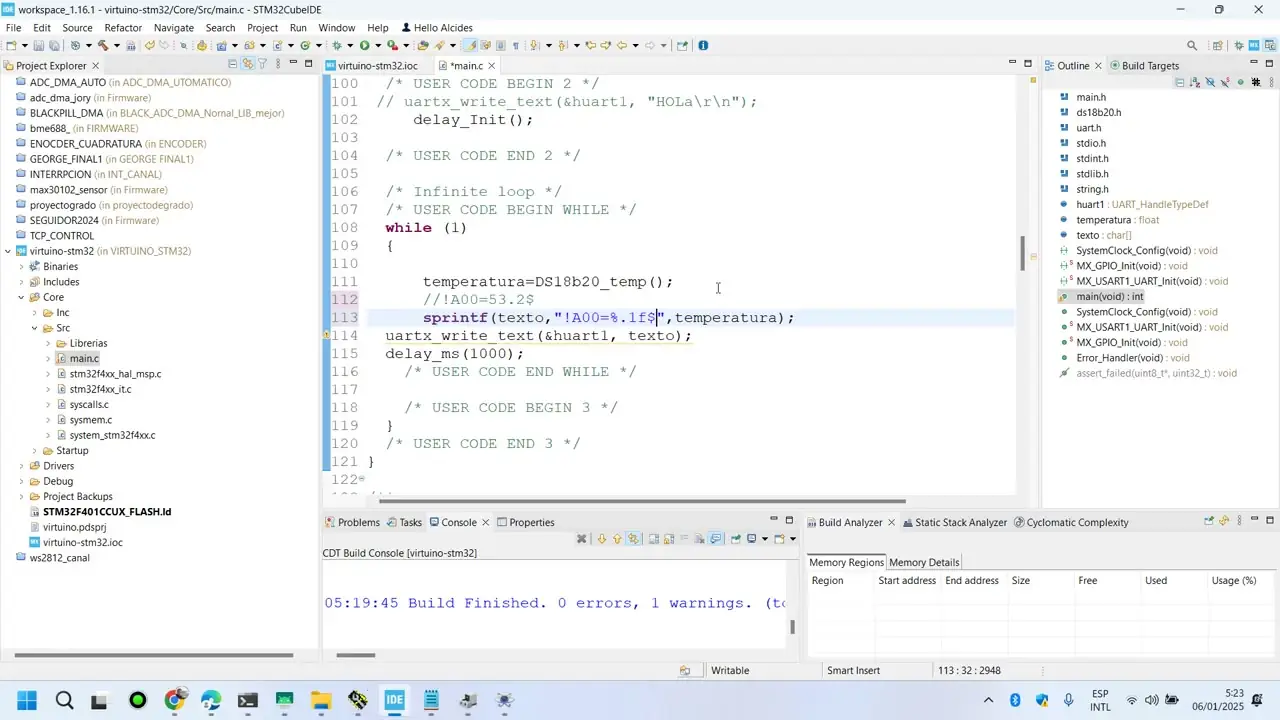 workspace_1.16.1 - virtuino-stm32/Core/Src/main.c - STM32CubeIDE
File Edit Source Refactor Navigate Search Project Run Window Help Hello Alcides
Project Explorer
ADC_DMA_AUTO (in ADC_DMA_UTOMATICO)
adc_dma_jory (in Firmware)
BLACKPILL_DMA (in BLACK_ADC_DMA_Nornal_LIB_mejor)
bme688_ (in FIRMWARE)
ENOCDER_CUADRATURA (in ENCODER)
GEORGE_FINAL1 (in GEORGE FINAL1)
INTERRPCION (in INT_CANAL)
max30102_sensor (in Firmware)
proyectogrado (in proyectodegrado)
SEGUIDOR2024 (in Firmware)
TCP_CONTROL
virtuino-stm32 (in VIRTUINO_STM32)
Binaries
Includes
Core
Inc
Src
Librerias
main.c
stm32f4xx_hal_msp.c
stm32f4xx_it.c
syscalls.c
sysmem.c
system_stm32f4xx.c
Startup
Drivers
Debug
Project Backups
STM32F401CCUX_FLASH.ld
virtuino.pdsprj
virtuino-stm32.ioc
ws2812_canal
virtuino-stm32.ioc *main.c
100 /* USER CODE BEGIN 2 */
101 // uartx_write_text(&huart1, "HOLa\r\n");
102 delay_Init();
103
104 /* USER CODE END 2 */
105
106 /* Infinite loop */
107 /* USER CODE BEGIN WHILE */
108 while (1)
109 {
110
111 temperatura=DS18b20_temp();
112 //!A00=53.2$
113 sprintf(texto,"!A00=%.1f$",temperatura);
114 uartx_write_text(&huart1, texto);
115 delay_ms(1000);
116 /* USER CODE END WHILE */
117
118 /* USER CODE BEGIN 3 */
119 }
120 /* USER CODE END 3 */
121 }
122
Outline Build Targets
main.h
ds18b20.h
uart.h
stdio.h
stdint.h
stdlib.h
string.h
huart1 : UART_HandleTypeDef
temperatura : float
texto : char[]
SystemClock_Config(void) : void
MX_GPIO_Init(void) : void
MX_USART1_UART_Init(void) : void
main(void) : int
SystemClock_Config(void) : void
MX_USART1_UART_Init(void) : void
MX_GPIO_Init(void) : void
Error_Handler(void) : void
assert_failed(uint8_t*, uint32_t) : void
Problems Tasks Console Properties
CDT Build Console [virtuino-stm32]
05:19:45 Build Finished. 0 errors, 1 warnings. (to
Build Analyzer Static Stack Analyzer Cyclomatic Complexity
Memory Regions Memory Details
Region Start address End address Size Free Used Usage (%)
Writable Smart Insert 113 : 32 : 2948
IDE
ESP
INTL
5:23
06/01/2025